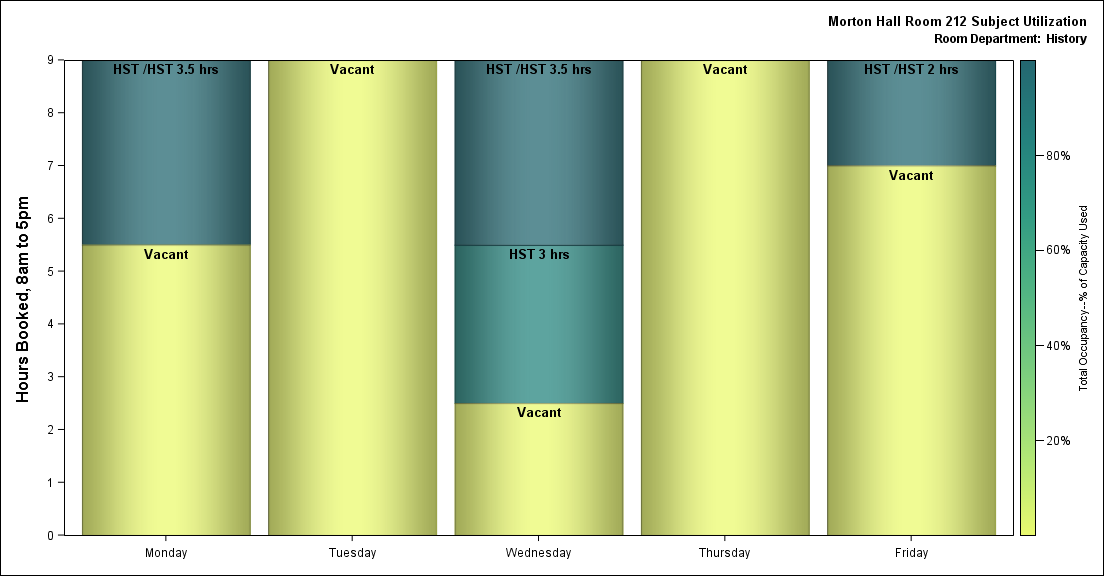 Morton Hall Room 212 Subject Utilization
Room Department: History
Hours Booked, 8am to 5pm
9
8
7
6
5
4
3
2
1
0
HST /HST 3.5 hrs
Vacant
Vacant
HST /HST 3.5 hrs
HST 3 hrs
Vacant
Vacant
HST /HST 2 hrs
Vacant
Monday
Tuesday
Wednesday
Thursday
Friday
80%
60%
40%
20%
Total Occupancy--% of Capacity Used